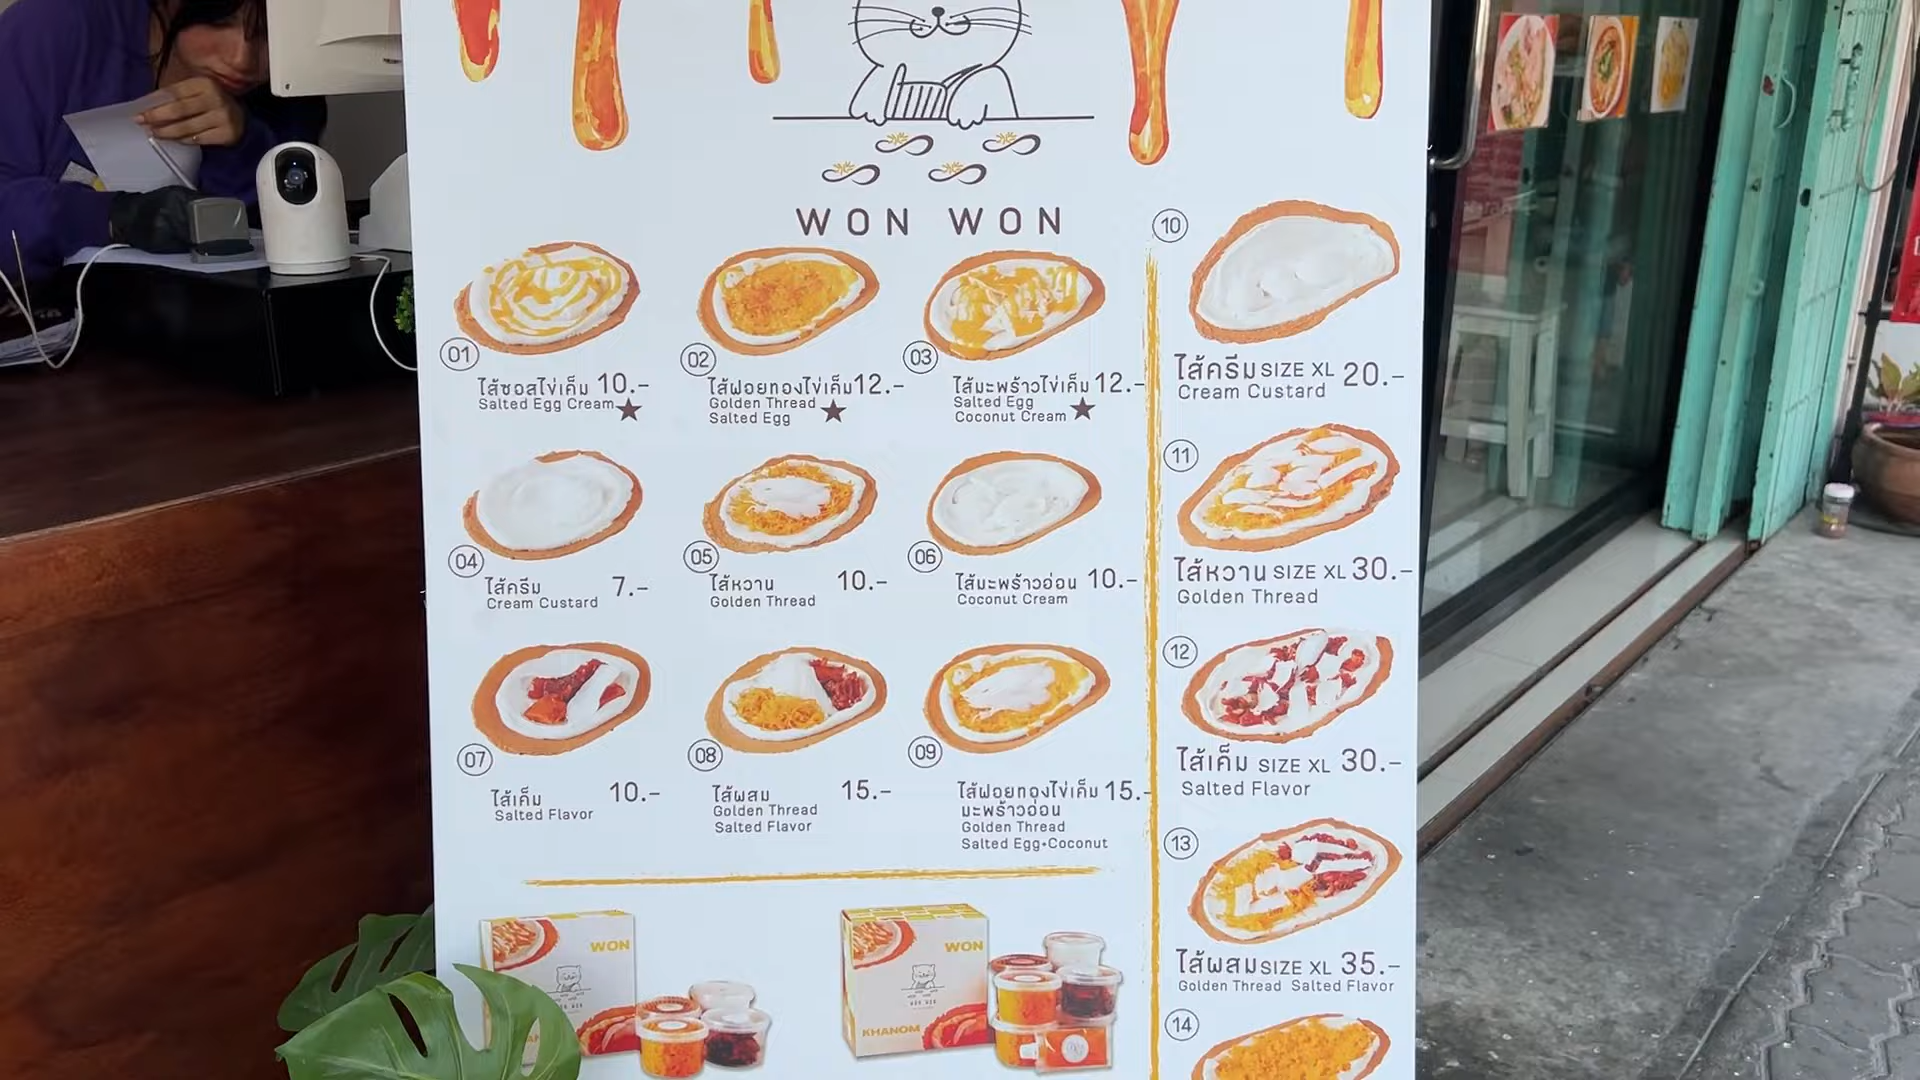 WON WON
01
ไส้ซอสไข่เค็ม 10.-
Salted Egg Cream
02
ไส้ฝอยทองไข่เค็ม 12.-
Golden Thread
Salted Egg
03
ไส้มะพร้าวไข่เค็ม 12.-
Salted Egg
Coconut Cream
04
ไส้ครีม 7.-
Cream Custard
05
ไส้หวาน 10.-
Golden Thread
06
ไส้มะพร้าวอ่อน 10.-
Coconut Cream
07
ไส้เค็ม 10.-
Salted Flavor
08
ไส้ผสม 15.-
Golden Thread
Salted Flavor
09
ไส้ฝอยทองไข่เค็ม 15.-
มะพร้าวอ่อน
Golden Thread
Salted Egg+Coconut
10
ไส้ครีม SIZE XL 20.-
Cream Custard
11
ไส้หวาน SIZE XL 30.-
Golden Thread
12
ไส้เค็ม SIZE XL 30.-
Salted Flavor
13
ไส้ผสม SIZE XL 35.-
Golden Thread Salted Flavor
14
WON
WON
KHANOM